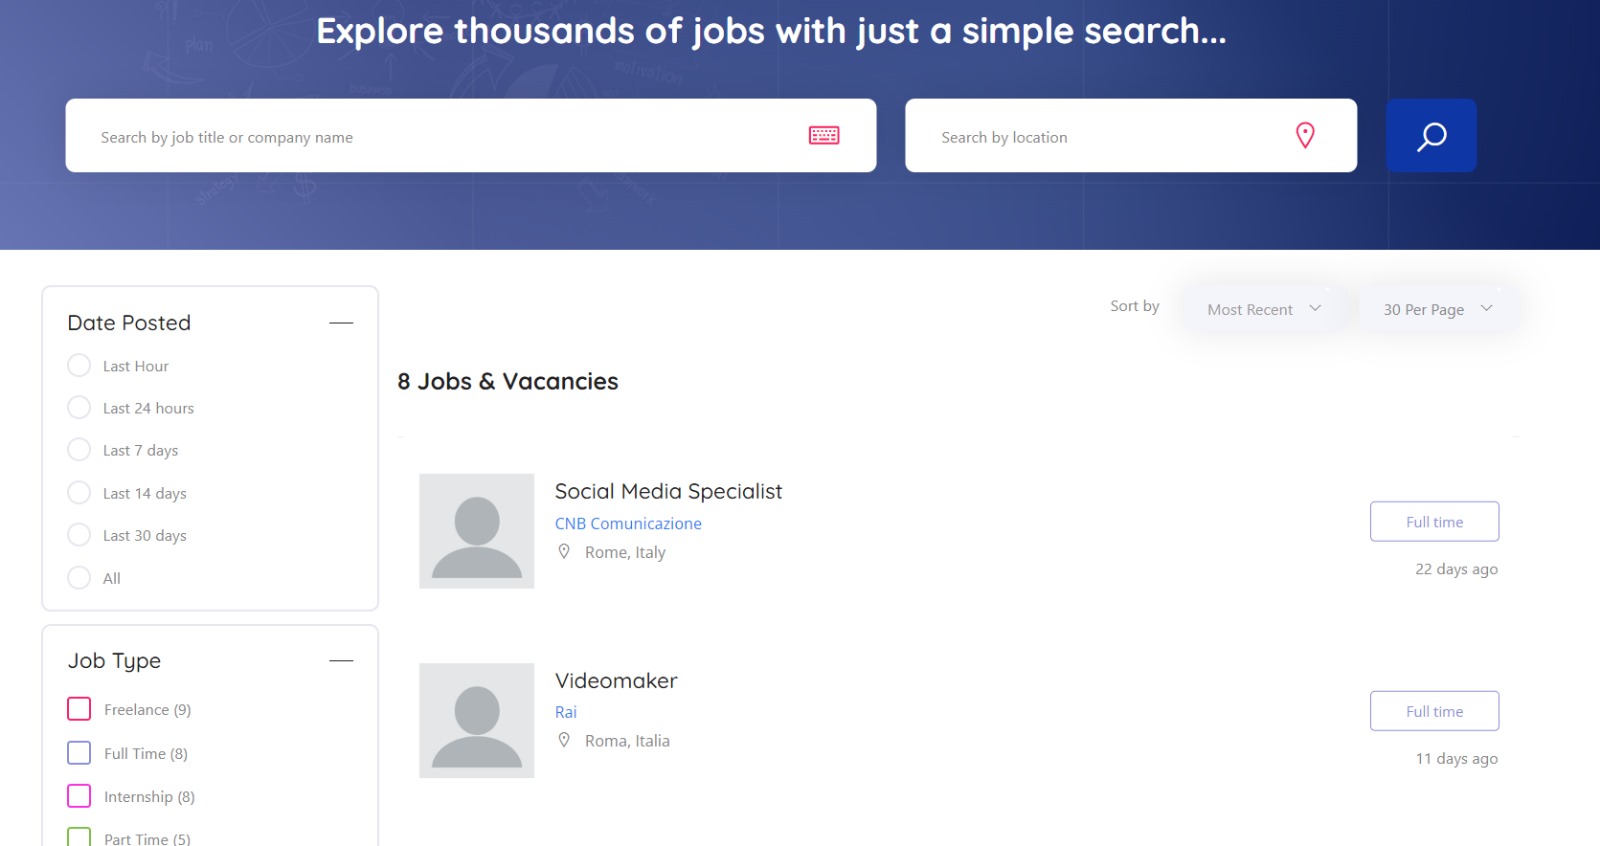 Explore thousands of jobs with just a simple search...
plan
business
motivation
strategy
$
Search by job title or company name
Search by location
Date Posted
Last Hour
Last 24 hours
Last 7 days
Last 14 days
Last 30 days
All
Job Type
Freelance (9)
Full Time (8)
Internship (8)
Part Time (5)
Sort by
Most Recent
30 Per Page
8 Jobs & Vacancies
Social Media Specialist
CNB Comunicazione
Rome, Italy
Full time
22 days ago
Videomaker
Rai
Roma, Italia
Full time
11 days ago